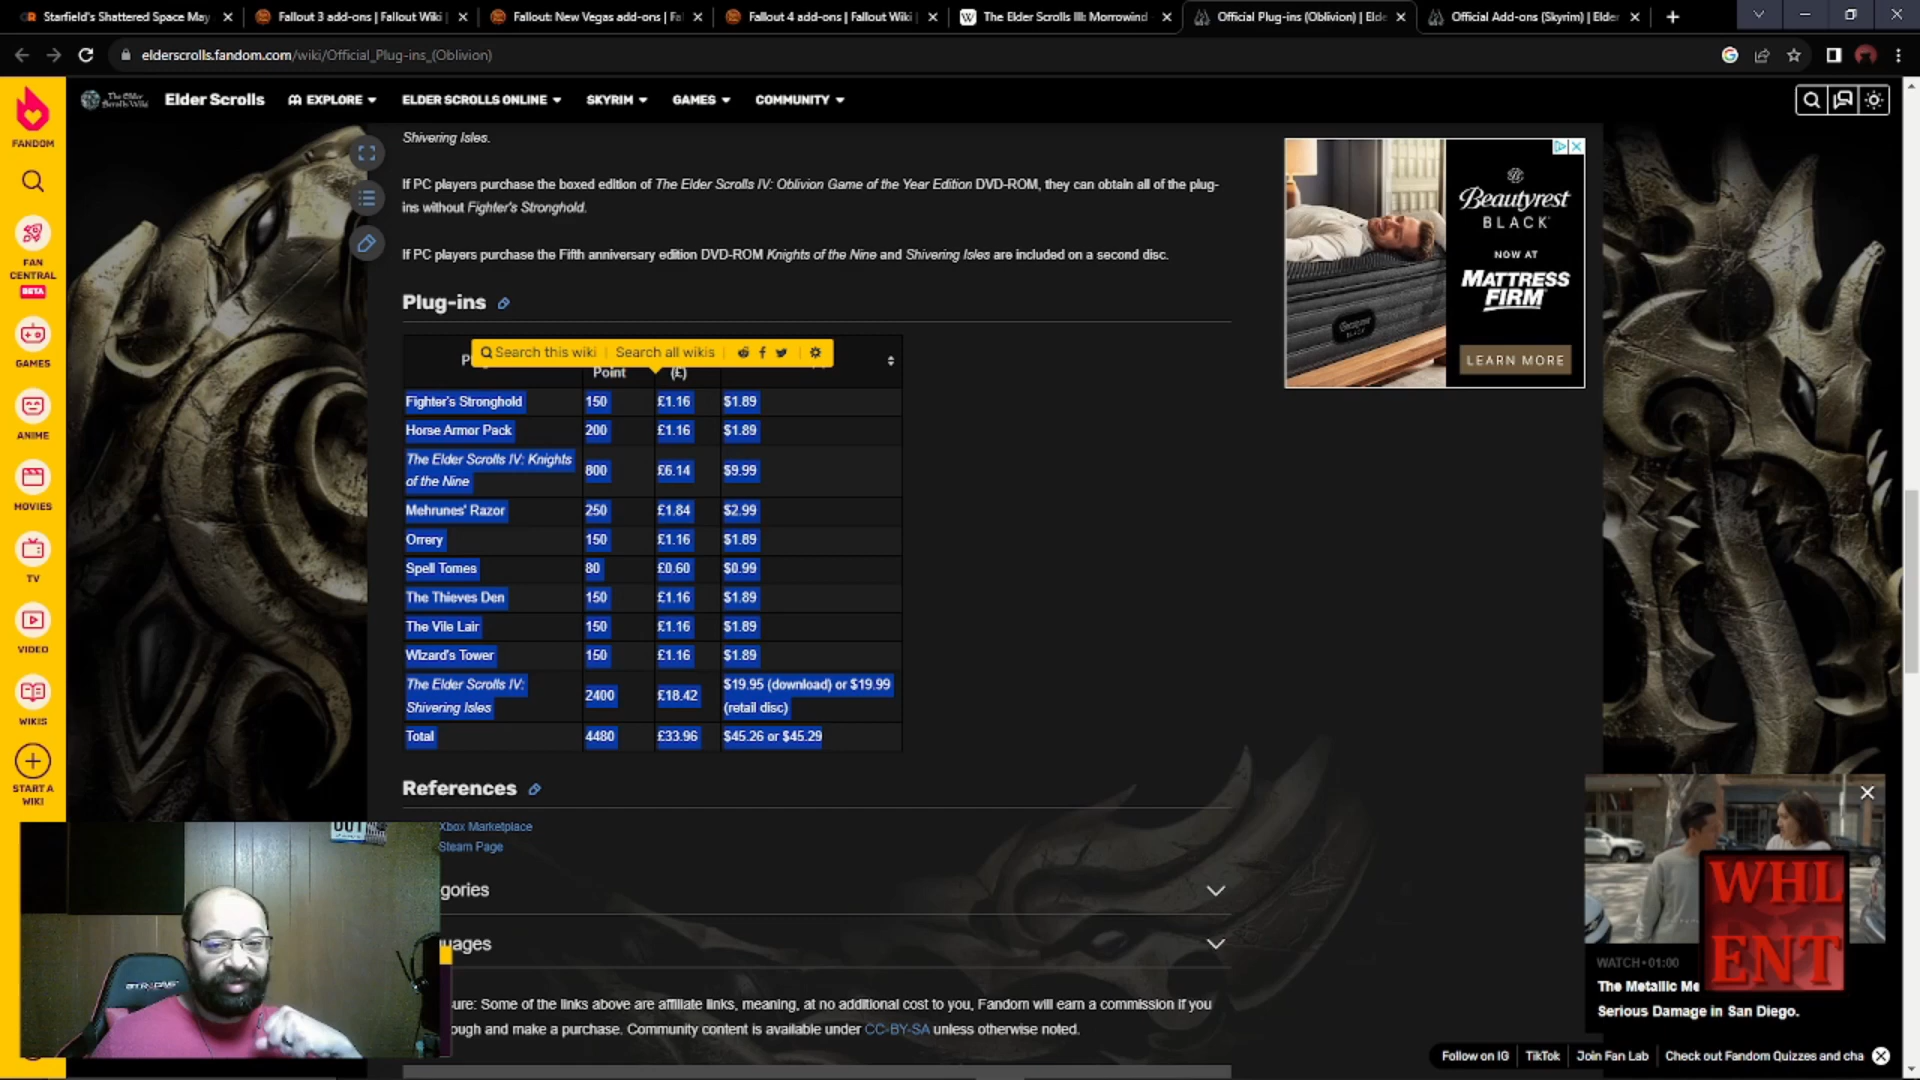 Starfield's Shattered Space May
Fallout 3 add-ons | Fallout Wiki |
Fallout: New Vegas add-ons | Fal
Fallout 4 add-ons | Fallout Wiki |
The Elder Scrolls III: Morrowind
Official Plug-ins (Oblivion) | Elde
Official Add-ons (Skyrim) | Elder
elderscrolls.fandom.com/wiki/Official_Plug-ins_(Oblivion)
The Elder Scrolls Wiki
Elder Scrolls
EXPLORE
ELDER SCROLLS ONLINE
SKYRIM
GAMES
COMMUNITY
FANDOM
FAN
CENTRAL
BETA
GAMES
ANIME
MOVIES
TV
VIDEO
WIKIS
START A
WIKI
Shivering Isles.
If PC players purchase the boxed edition of The Elder Scrolls IV: Oblivion Game of the Year Edition DVD-ROM, they can obtain all of the plug-
ins without Fighter's Stronghold.
If PC players purchase the Fifth anniversary edition DVD-ROM Knights of the Nine and Shivering Isles are included on a second disc.
Plug-ins
Search this wiki | Search all wikis
Point (£)
Fighter's Stronghold 150 £1.16 $1.89
Horse Armor Pack 200 £1.16 $1.89
The Elder Scrolls IV: Knights
of the Nine 800 £6.14 $9.99
Mehrunes' Razor 250 £1.84 $2.99
Orrery 150 £1.16 $1.89
Spell Tomes 80 £0.60 $0.99
The Thieves Den 150 £1.16 $1.89
The Vile Lair 150 £1.16 $1.89
Wizard's Tower 150 £1.16 $1.89
The Elder Scrolls IV:
Shivering Isles 2400 £18.42 $19.95 (download) or $19.99
(retail disc)
Total 4480 £33.96 $45.26 or $45.29
References
Xbox Marketplace
Steam Page
gories
uages
sure: Some of the links above are affiliate links, meaning, at no additional cost to you, Fandom will earn a commission if you
ough and make a purchase. Community content is available under CC-BY-SA unless otherwise noted.
Beautyrest
BLACK
NOW AT
MATTRESS
FIRM
LEARN MORE
WHL
ENT
WATCH • 01:00
The Metallic Me
Serious Damage in San Diego.
Follow on IG
TikTok
Join Fan Lab
Check out Fandom Quizzes and cha